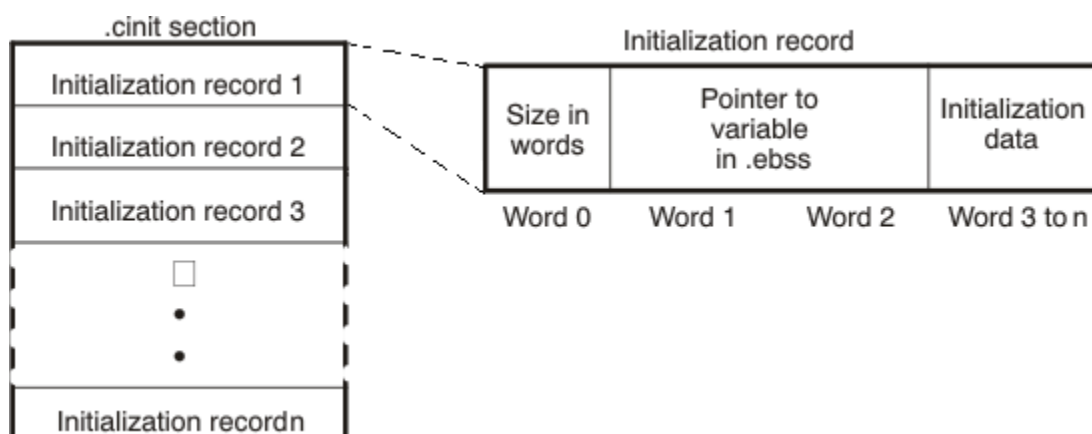 .cinit section
Initialization record 1
Initialization record 2
Initialization record 3
Initialization recordn
Initialization record
Size in
words
Pointer to
variable
in .ebss
Initialization
data
Word 0
Word 1
Word 2
Word 3 to n